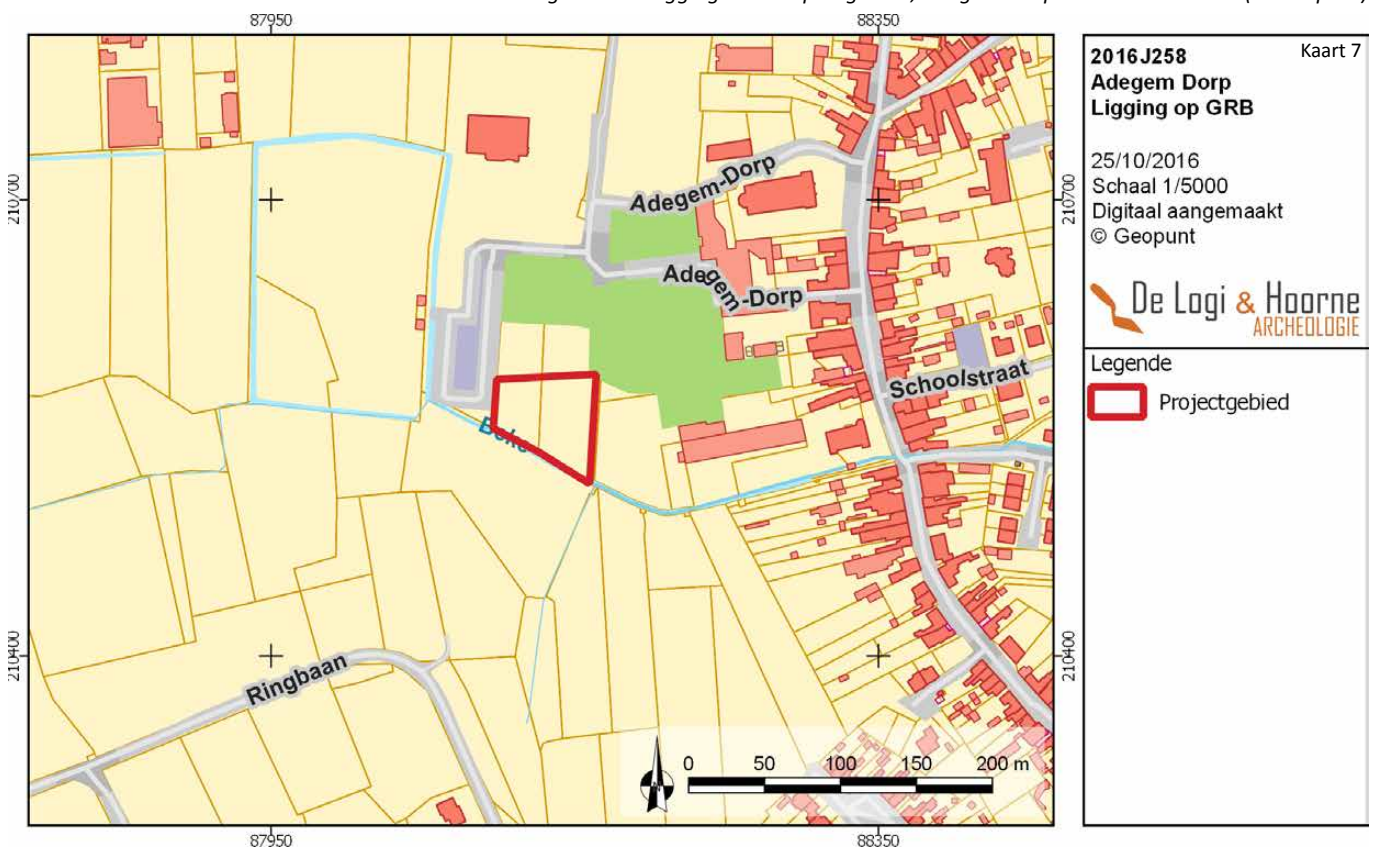 87950
88350
210700
210700
Adegem-Dorp
Adegem-Dorp
Schoolstraat
Beke
Ringbaan
210400
210400
0 50 100 150 200 m
87950
88350
Kaart 7
2016J258
Adegem Dorp
Ligging op GRB
25/10/2016
Schaal 1/5000
Digitaal aangemaakt
© Geopunt
De Logi & Hoorne
ARCHEOLOGIE
Legende
Projectgebied